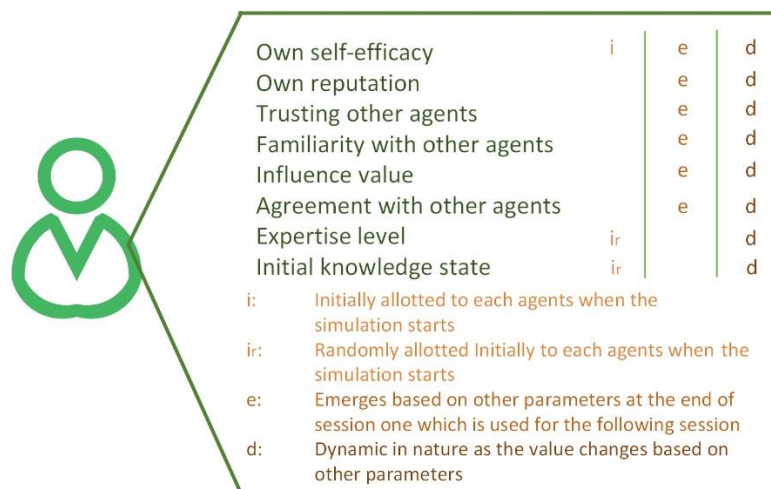 Own self-efficacy i e d
Own reputation e d
Trusting other agents e d
Familiarity with other agents e d
Influence value e d
Agreement with other agents e d
Expertise level ir d
Initial knowledge state ir d
i: Initially allotted to each agents when the
simulation starts
ir: Randomly allotted Initially to each agents when the
simulation starts
e: Emerges based on other parameters at the end of
session one which is used for the following session
d: Dynamic in nature as the value changes based on
other parameters